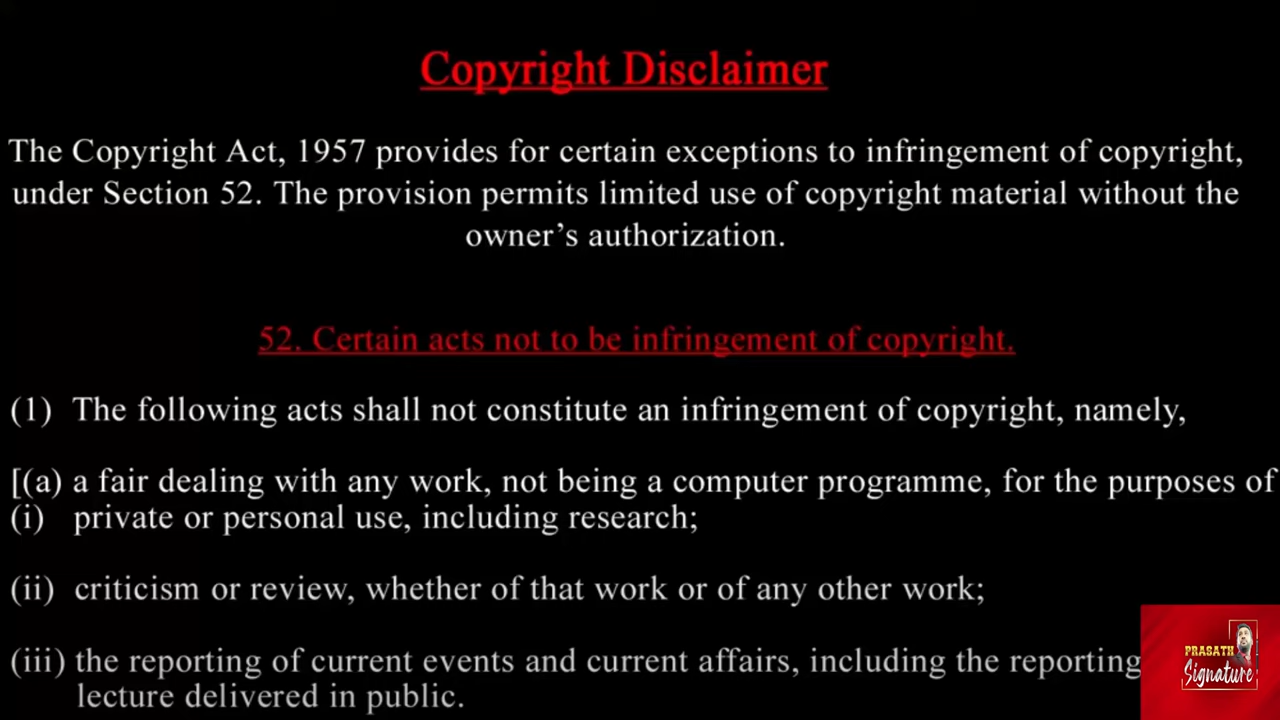 Copyright Disclaimer
The Copyright Act, 1957 provides for certain exceptions to infringement of copyright,
under Section 52. The provision permits limited use of copyright material without the
owner’s authorization.
52. Certain acts not to be infringement of copyright.
(1) The following acts shall not constitute an infringement of copyright, namely,
[(a) a fair dealing with any work, not being a computer programme, for the purposes of
(i) private or personal use, including research;
(ii) criticism or review, whether of that work or of any other work;
(iii) the reporting of current events and current affairs, including the reporting
lecture delivered in public.
PRASATH
Signature